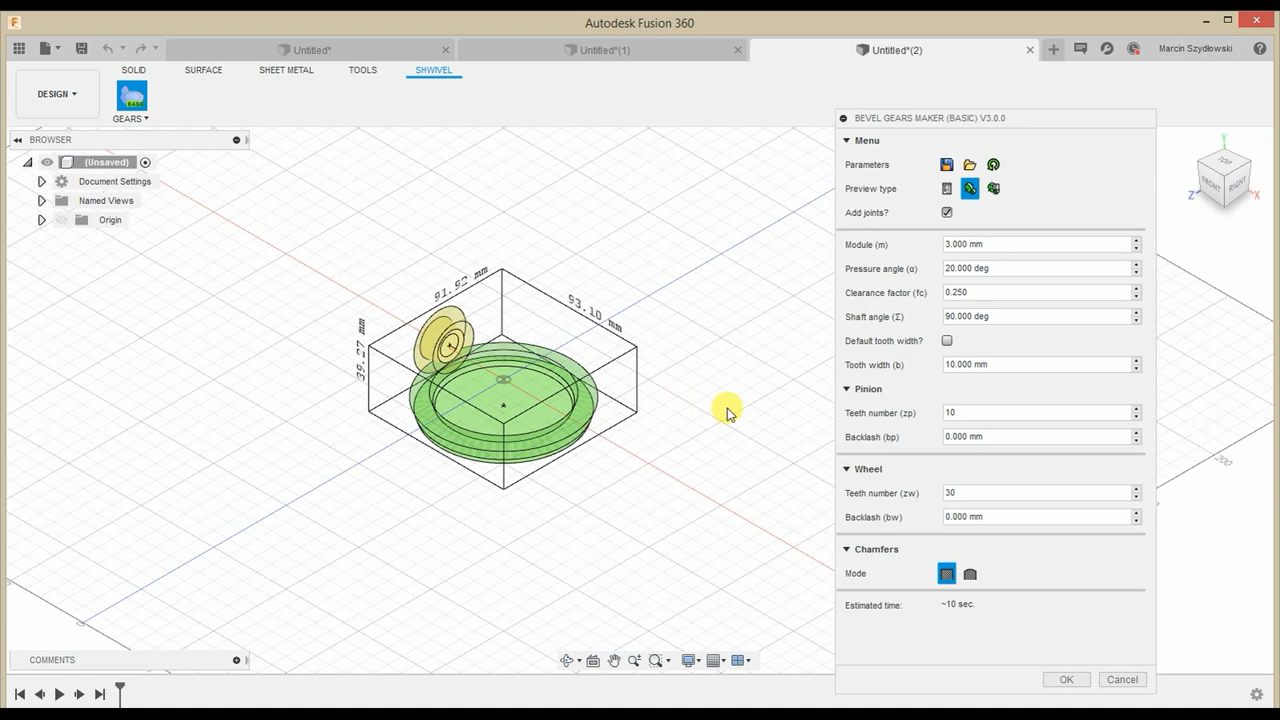 Autodesk Fusion 360
Untitled*
Untitled*(1)
Untitled*(2)
Marcin Szydłowski
SOLID
SURFACE
SHEET METAL
TOOLS
SHWIVEL
DESIGN
BASIC
GEARS
BROWSER
(Unsaved)
Document Settings
Named Views
Origin
91.92 mm
93.10 mm
39.27 mm
TOP
FRONT
RIGHT
Y
Z
X
-200
BEVEL GEARS MAKER (BASIC) V3.0.0
Menu
Parameters
Preview type
Add joints?
Module (m) 3.000 mm
Pressure angle (α) 20.000 deg
Clearance factor (fc) 0.250
Shaft angle (Σ) 90.000 deg
Default tooth width?
Tooth width (b) 10.000 mm
Pinion
Teeth number (zp) 10
Backlash (bp) 0.000 mm
Wheel
Teeth number (zw) 30
Backlash (bw) 0.000 mm
Chamfers
Mode
Estimated time: ~10 sec.
OK Cancel
COMMENTS